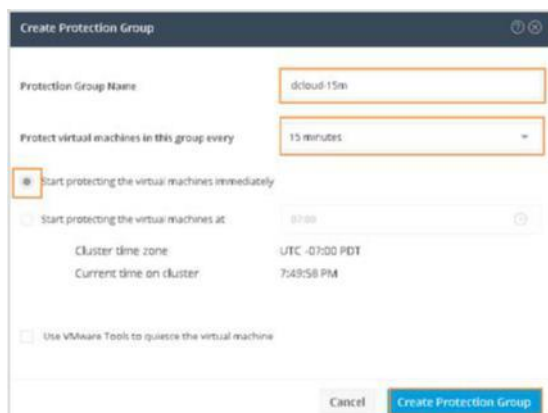 Create Protection Group
Protection Group Name
dcloud-15m
Protect virtual machines in this group every
15 minutes
Start protecting the virtual machines immediately
Start protecting the virtual machines at
07:00
Cluster time zone
UTC -07:00 PDT
Current time on cluster
7:49:58 PM
Use VMware Tools to quiesce the virtual machine
Cancel
Create Protection Group